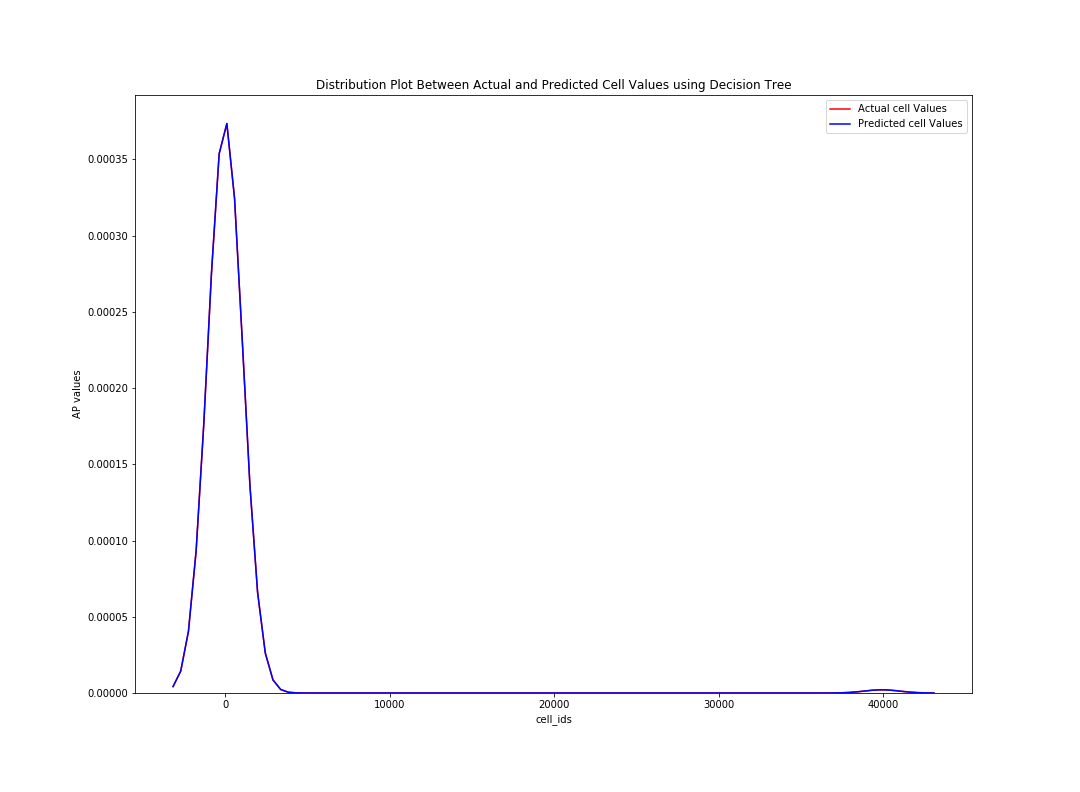 Distribution Plot Between Actual and Predicted Cell Values using Decision Tree
Actual cell Values
Predicted cell Values
0.00035
0.00030
0.00025
0.00020
0.00015
0.00010
0.00005
0.00000
AP values
0 10000 20000 30000 40000
cell_ids